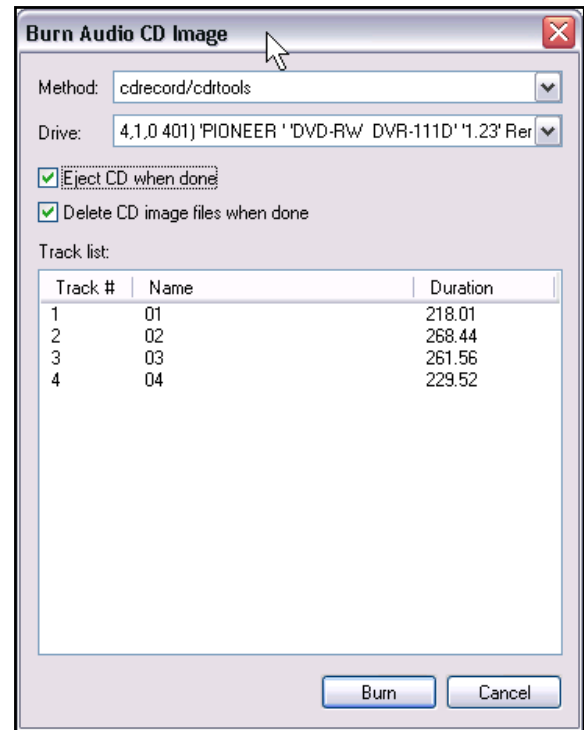 Burn Audio CD Image
Method: cdrecord/cdrtools
Drive: 4,1,0 401) 'PIONEER ' 'DVD-RW DVR-111D' '1.23' Rer
Eject CD when done
Delete CD image files when done
Track list:
Track # Name Duration
1 01 218.01
2 02 268.44
3 03 261.56
4 04 229.52
Burn Cancel